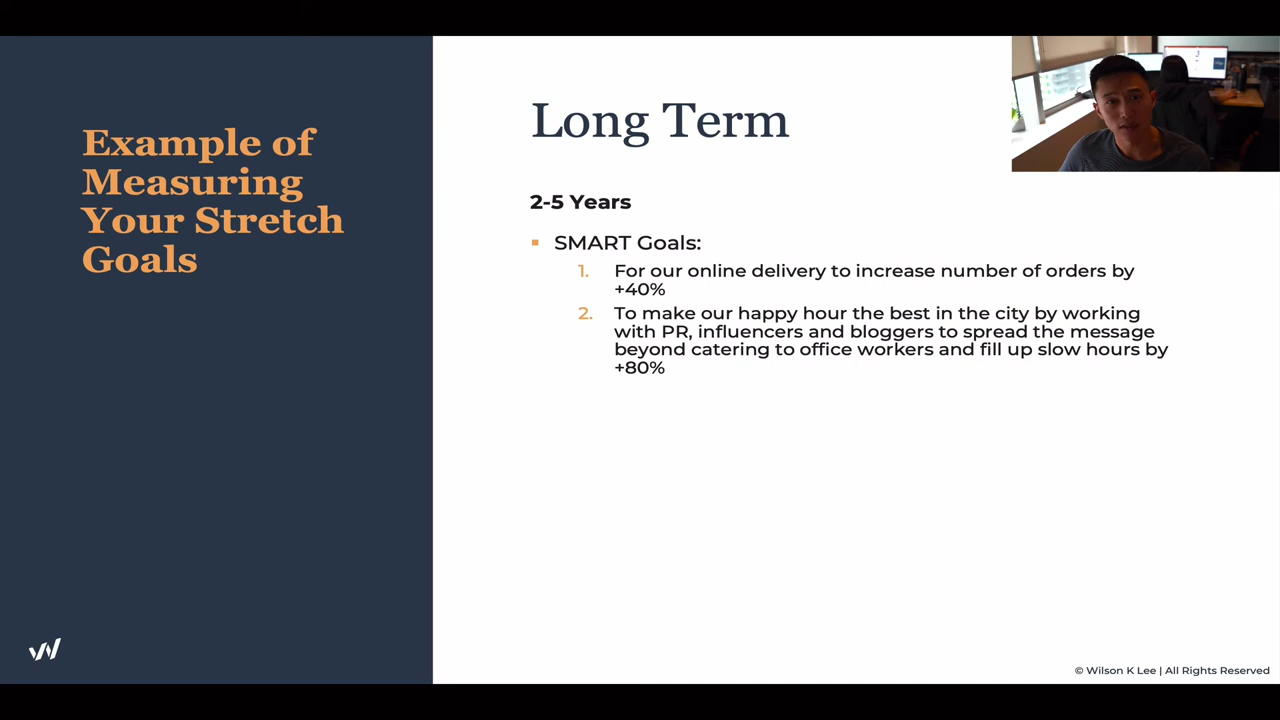 Example of
Measuring
Your Stretch
Goals
Long Term
2-5 Years
SMART Goals:
1. For our online delivery to increase number of orders by
+40%
2. To make our happy hour the best in the city by working
with PR, influencers and bloggers to spread the message
beyond catering to office workers and fill up slow hours by
+80%
© Wilson K Lee | All Rights Reserved